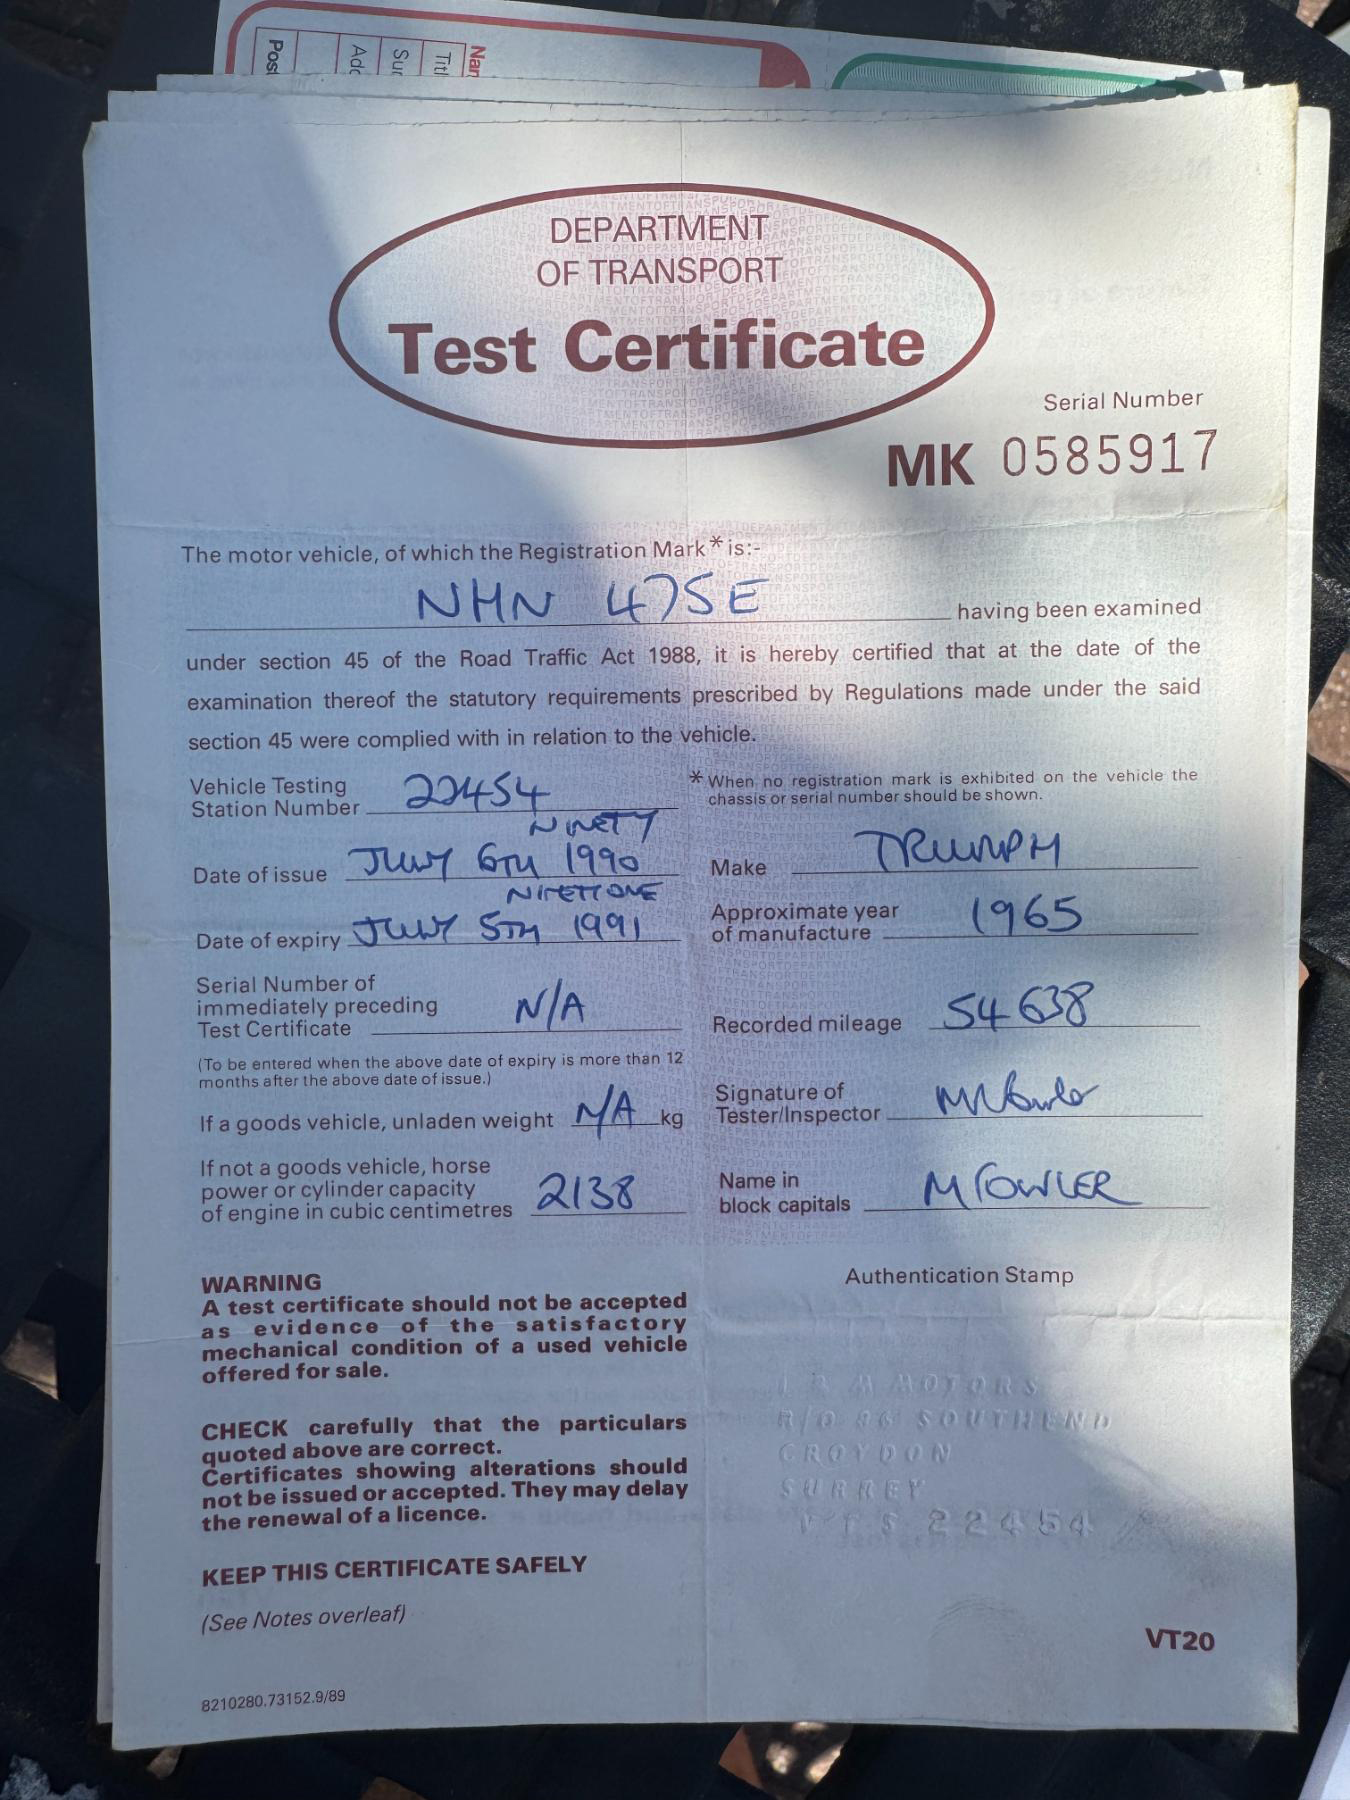 Nar
Titl
Sur
Adc
Post
DEPARTMENT
OF TRANSPORT
Test Certificate
Serial Number
MK 0585917
The motor vehicle, of which the Registration Mark* is:-
NHN 475E having been examined
under section 45 of the Road Traffic Act 1988, it is hereby certified that at the date of the
examination thereof the statutory requirements prescribed by Regulations made under the said
section 45 were complied with in relation to the vehicle.
Vehicle Testing
Station Number 22454
* When no registration mark is exhibited on the vehicle the
chassis or serial number should be shown.
NINETY
Date of issue JULY 6TH 1990
Make TRIUMPH
Date of expiry JULY 5TH 1991
Approximate year
of manufacture 1965
Serial Number of
immediately preceding
Test Certificate N/A
Recorded mileage 54638
(To be entered when the above date of expiry is more than 12
months after the above date of issue.)
Signature of
Tester/Inspector
If a goods vehicle, unladen weight N/A kg
If not a goods vehicle, horse
power or cylinder capacity
of engine in cubic centimetres 2138
Name in
block capitals M FOWLER
WARNING
A test certificate should not be accepted
as evidence of the satisfactory
mechanical condition of a used vehicle
offered for sale.
CHECK carefully that the particulars
quoted above are correct.
Certificates showing alterations should
not be issued or accepted. They may delay
the renewal of a licence.
KEEP THIS CERTIFICATE SAFELY
(See Notes overleaf)
8210280.73152.9/89
Authentication Stamp
MOTORS
R/O 86 SOUTHEND
CROYDON
SURREY
22454
VT20